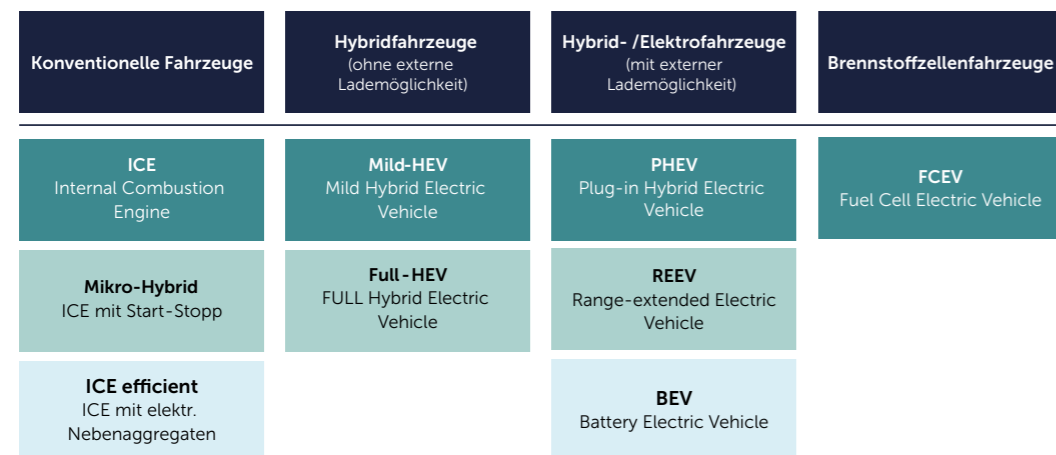 Konventionelle Fahrzeuge
Hybridfahrzeuge
(ohne externe
Lademöglichkeit)
Hybrid- /Elektrofahrzeuge
(mit externer
Lademöglichkeit)
Brennstoffzellenfahrzeuge
ICE
Internal Combustion
Engine
Mild-HEV
Mild Hybrid Electric
Vehicle
PHEV
Plug-in Hybrid Electric
Vehicle
FCEV
Fuel Cell Electric Vehicle
Mikro-Hybrid
ICE mit Start-Stopp
Full-HEV
FULL Hybrid Electric
Vehicle
REEV
Range-extended Electric
Vehicle
ICE efficient
ICE mit elektr.
Nebenaggregaten
BEV
Battery Electric Vehicle